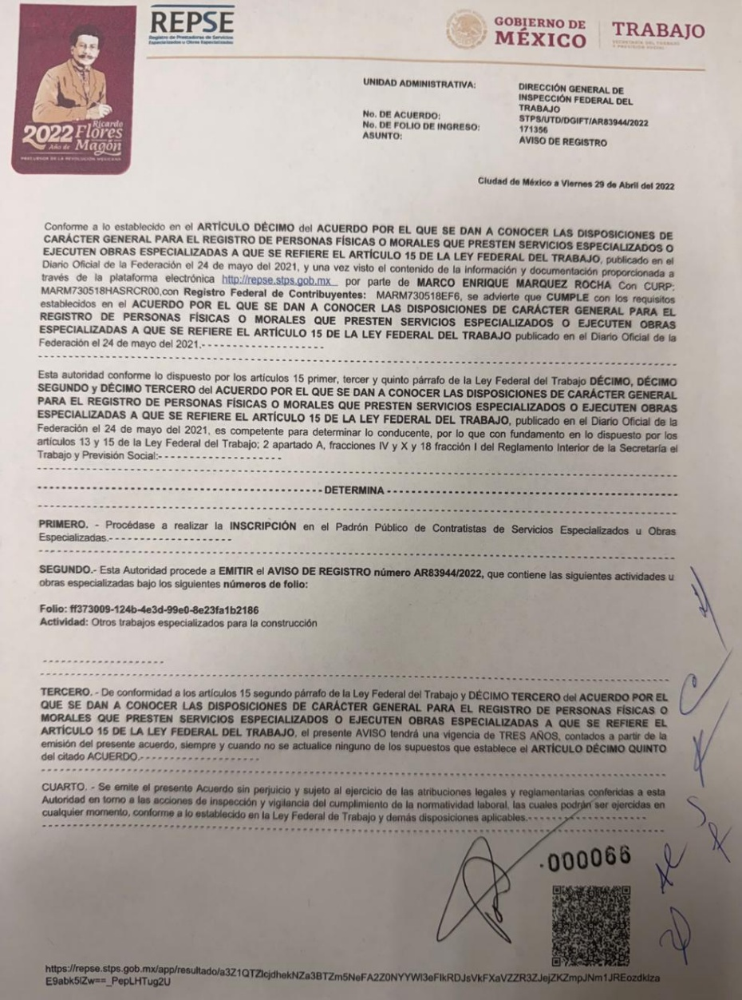 REPSE
Registro de Prestadoras de Servicios
Especializados u Obras Especializadas
GOBIERNO DE
MÉXICO
TRABAJO
SECRETARÍA DEL TRABAJO
Y PREVISIÓN SOCIAL
2022 Ricardo
Flores
Año de Magón
PRECURSOR DE LA REVOLUCIÓN MEXICANA
UNIDAD ADMINISTRATIVA: DIRECCIÓN GENERAL DE
INSPECCIÓN FEDERAL DEL
TRABAJO
No. DE ACUERDO: STPS/UTD/DGIFT/AR83944/2022
No. DE FOLIO DE INGRESO: 171356
ASUNTO: AVISO DE REGISTRO
Ciudad de México a Viernes 29 de Abril del 2022
Conforme a lo establecido en el ARTÍCULO DÉCIMO del ACUERDO POR EL QUE SE DAN A CONOCER LAS DISPOSICIONES DE
CARÁCTER GENERAL PARA EL REGISTRO DE PERSONAS FÍSICAS O MORALES QUE PRESTEN SERVICIOS ESPECIALIZADOS O
EJECUTEN OBRAS ESPECIALIZADAS A QUE SE REFIERE EL ARTÍCULO 15 DE LA LEY FEDERAL DEL TRABAJO, publicado en el
Diario Oficial de la Federación el 24 de mayo del 2021, y una vez visto el contenido de la información y documentación proporcionada a
través de la plataforma electrónica http://repse.stps.gob.mx por parte de MARCO ENRIQUE MARQUEZ ROCHA Con CURP:
MARM730518HASRCR00,con Registro Federal de Contribuyentes: MARM730518EF6, se advierte que CUMPLE con los requisitos
establecidos en el ACUERDO POR EL QUE SE DAN A CONOCER LAS DISPOSICIONES DE CARÁCTER GENERAL PARA EL
REGISTRO DE PERSONAS FÍSICAS O MORALES QUE PRESTEN SERVICIOS ESPECIALIZADOS O EJECUTEN OBRAS
ESPECIALIZADAS A QUE SE REFIERE EL ARTÍCULO 15 DE LA LEY FEDERAL DEL TRABAJO publicado en el Diario Oficial de la
Federación el 24 de mayo del 2021.- - - - - - - - - - - - - - - - - -
Esta autoridad conforme lo dispuesto por los artículos 15 primer, tercer y quinto párrafo de la Ley Federal del Trabajo DÉCIMO, DÉCIMO
SEGUNDO y DÉCIMO TERCERO del ACUERDO POR EL QUE SE DAN A CONOCER LAS DISPOSICIONES DE CARÁCTER GENERAL
PARA EL REGISTRO DE PERSONAS FÍSICAS O MORALES QUE PRESTEN SERVICIOS ESPECIALIZADOS O EJECUTEN OBRAS
ESPECIALIZADAS A QUE SE REFIERE EL ARTÍCULO 15 DE LA LEY FEDERAL DEL TRABAJO, publicado en el Diario Oficial de la
Federación el 24 de mayo del 2021, es competente para determinar lo conducente, por lo que con fundamento en lo dispuesto por los
artículos 13 y 15 de la Ley Federal del Trabajo; 2 apartado A, fracciones IV y X y 18 fracción I del Reglamento Interior de la Secretaría el
Trabajo y Previsión Social:- - - - - - - - - - - - - - - - - -
- - - - - - - - - - DETERMINA - - - - - - - - - -
PRIMERO. - Procédase a realizar la INSCRIPCIÓN en el Padrón Público de Contratistas de Servicios Especializados u Obras
Especializadas.- - - - - - - - - - - - - - - - - -
SEGUNDO.- Esta Autoridad procede a EMITIR el AVISO DE REGISTRO número AR83944/2022, que contiene las siguientes actividades u
obras especializadas bajo los siguientes números de folio:
Folio: ff373009-124b-4e3d-99e0-8e23fa1b2186
Actividad: Otros trabajos especializados para la construcción
TERCERO. - De conformidad a los artículos 15 segundo párrafo de la Ley Federal del Trabajo y DÉCIMO TERCERO del ACUERDO POR EL
QUE SE DAN A CONOCER LAS DISPOSICIONES DE CARÁCTER GENERAL PARA EL REGISTRO DE PERSONAS FÍSICAS O
MORALES QUE PRESTEN SERVICIOS ESPECIALIZADOS O EJECUTEN OBRAS ESPECIALIZADAS A QUE SE REFIERE EL
ARTÍCULO 15 DE LA LEY FEDERAL DEL TRABAJO, el presente AVISO tendrá una vigencia de TRES AÑOS, contados a partir de la
emisión del presente acuerdo, siempre y cuando no se actualice ninguno de los supuestos que establece el ARTÍCULO DÉCIMO QUINTO
del citado ACUERDO.- - - - - - - - - - - - - - - - - -
CUARTO. - Se emite el presente Acuerdo sin perjuicio y sujeto al ejercicio de las atribuciones legales y reglamentarias conferidas a esta
Autoridad en torno a las acciones de inspección y vigilancia del cumplimiento de la normatividad laboral, las cuales podrán ser ejercidas en
cualquier momento, conforme a lo establecido en la Ley Federal de Trabajo y demás disposiciones aplicables.- - - - - - - - - - - - - - - - - -
000066
https://repse.stps.gob.mx/app/resultado/a3Z1QTZIcjdhekNZa3BTZm5NeFA2Z0NYYWI3eFIkRDJsVkFXaVZZR3ZJejZKZmpJNm1JREozdkIza
E9abk5IZw==_PepLHTug2U